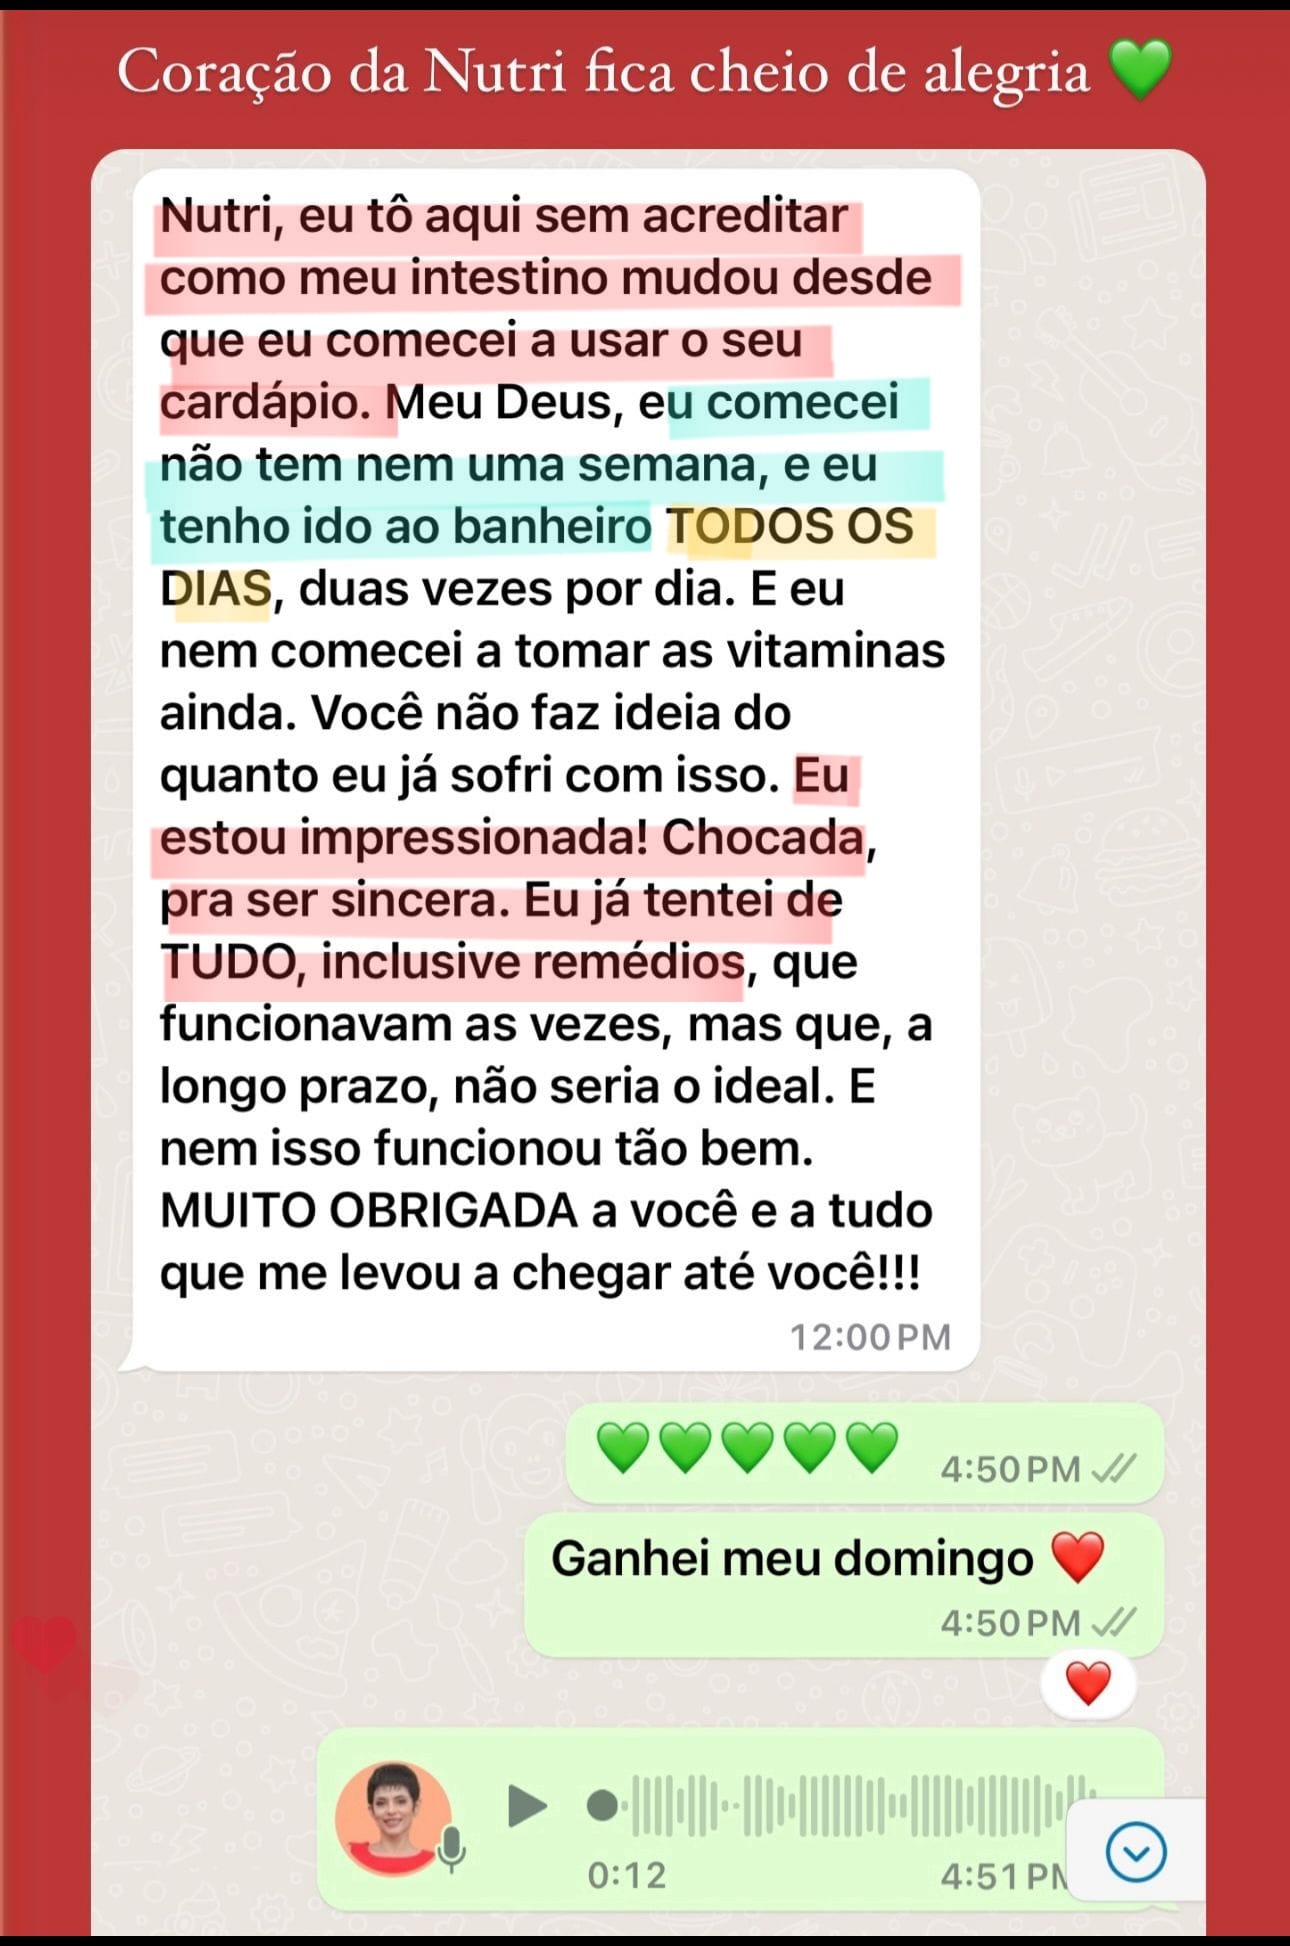 Coração da Nutri fica cheio de alegria 💚
Nutri, eu tô aqui sem acreditar
como meu intestino mudou desde
que eu comecei a usar o seu
cardápio. Meu Deus, eu comecei
não tem nem uma semana, e eu
tenho ido ao banheiro TODOS OS
DIAS, duas vezes por dia. E eu
nem comecei a tomar as vitaminas
ainda. Você não faz ideia do
quanto eu já sofri com isso. Eu
estou impressionada! Chocada,
pra ser sincera. Eu já tentei de
TUDO, inclusive remédios, que
funcionavam as vezes, mas que, a
longo prazo, não seria o ideal. E
nem isso funcionou tão bem.
MUITO OBRIGADA a você e a tudo
que me levou a chegar até você!!!
12:00 PM
💚💚💚💚💚 4:50 PM
Ganhei meu domingo ❤️
4:50 PM
❤️
0:12 4:51 PM